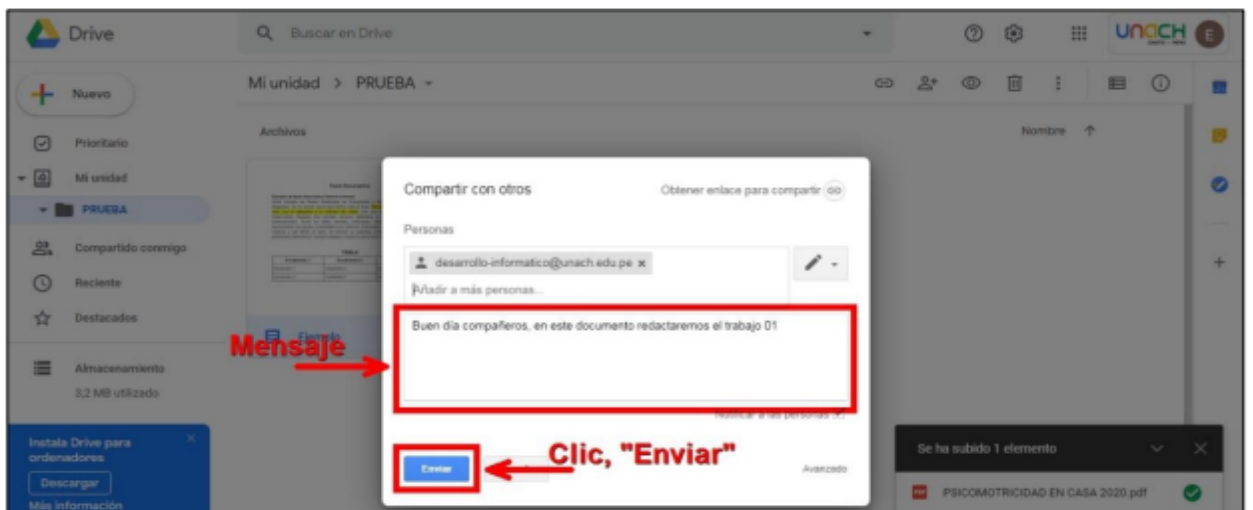 Drive
Buscar en Drive
UNACH
E
Nuevo
Mi unidad > PRUEBA
Archivos
Nombre
Prioritario
Mi unidad
PRUEBA
Compartido conmigo
Reciente
Destacados
Almacenamiento
3,2 MB utilizado
Instala Drive para
ordenadores
Descargar
Más información
Ejemplo
Compartir con otros
Obtener enlace para compartir
Personas
desarrollo-informatico@unach.edu.pe
Añadir a más personas...
Buen día compañeros, en este documento redactaremos el trabajo 01
Mensaje
Notificar a las personas
Enviar
Clic, "Enviar"
Avanzado
Se ha subido 1 elemento
PSICOMOTRICIDAD EN CASA 2020.pdf